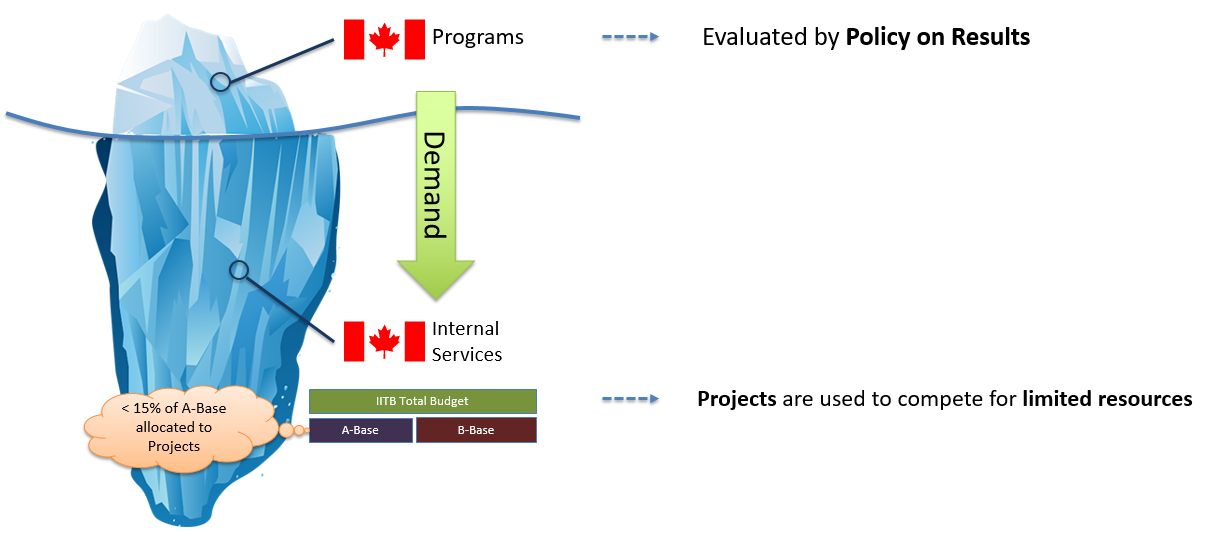 Programs
Evaluated by Policy on Results
Demand
Internal
Services
< 15% of A-Base
allocated to
Projects
IITB Total Budget
A-Base
B-Base
Projects are used to compete for limited resources